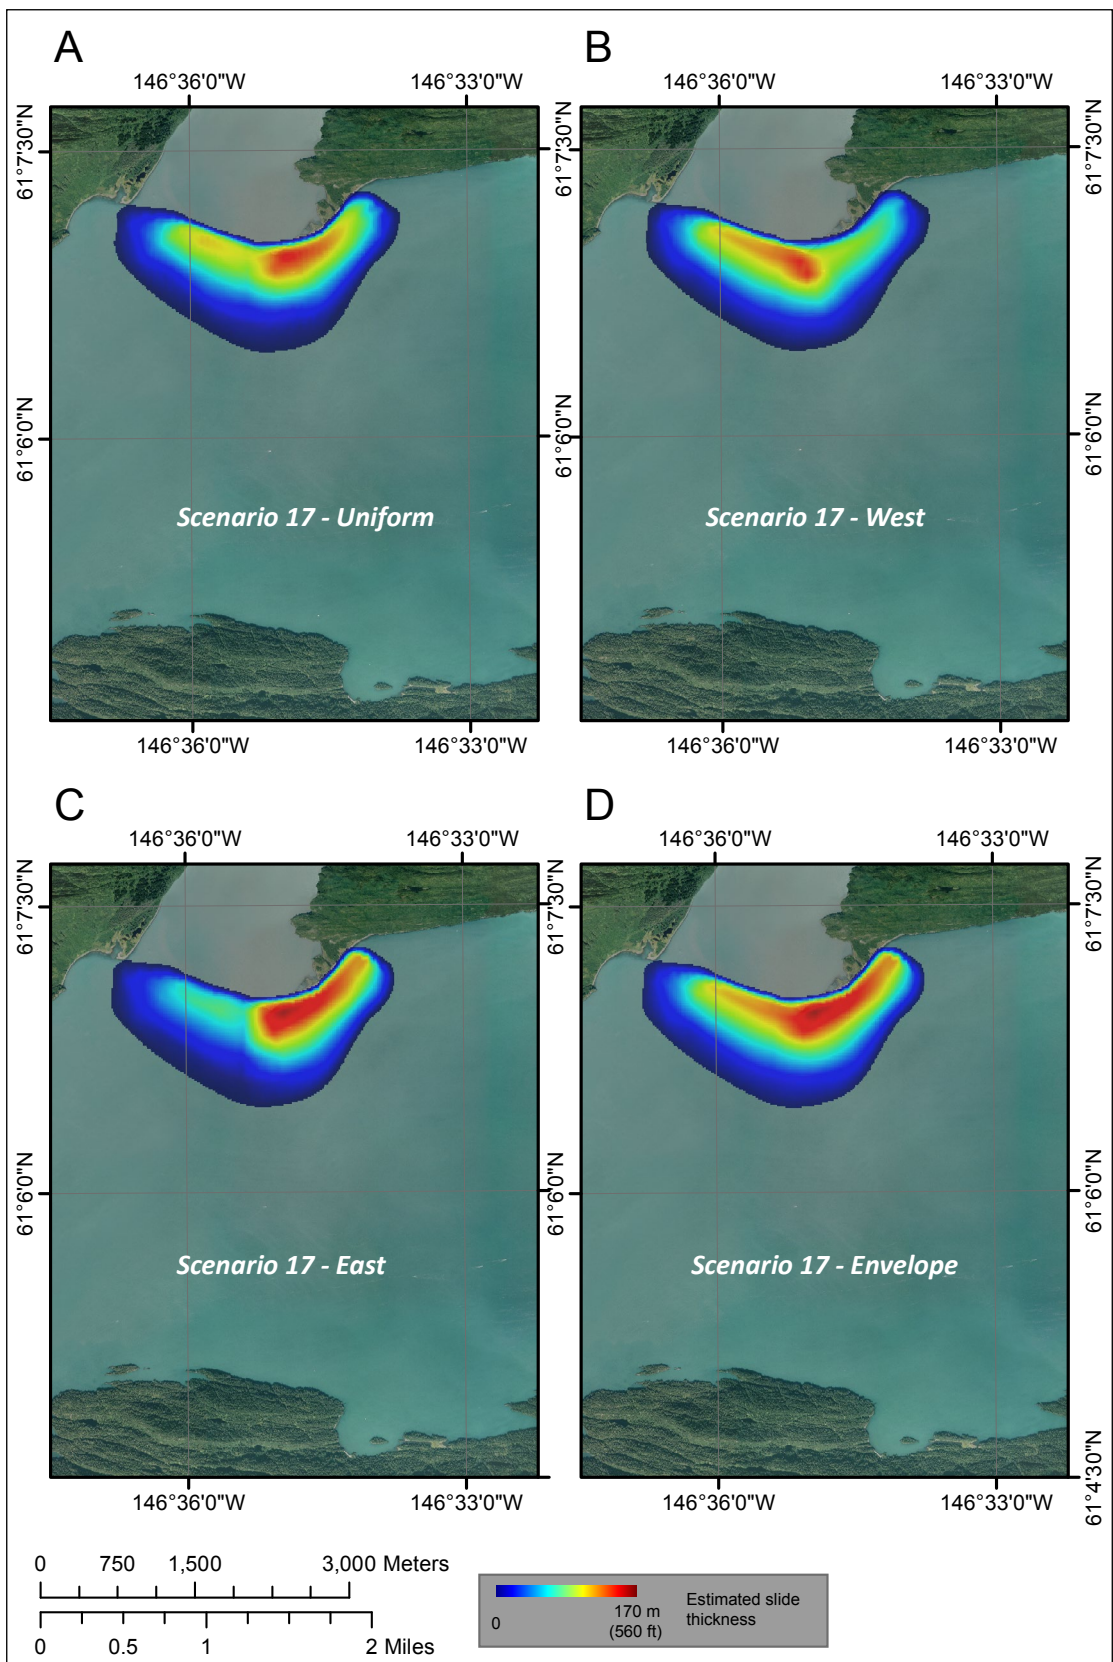 A
B
146°36'0"W
146°33'0"W
146°36'0"W
146°33'0"W
61°7'30"N
61°7'30"N
61°7'30"N
61°6'0"N
61°6'0"N
61°6'0"N
Scenario 17 - Uniform
Scenario 17 - West
146°36'0"W
146°33'0"W
146°36'0"W
146°33'0"W
C
D
146°36'0"W
146°33'0"W
146°36'0"W
146°33'0"W
61°7'30"N
61°7'30"N
61°7'30"N
61°6'0"N
61°6'0"N
61°6'0"N
Scenario 17 - East
Scenario 17 - Envelope
61°4'30"N
146°36'0"W
146°33'0"W
146°36'0"W
146°33'0"W
0 750 1,500 3,000 Meters
0 0.5 1 2 Miles
0
170 m
(560 ft)
Estimated slide
thickness